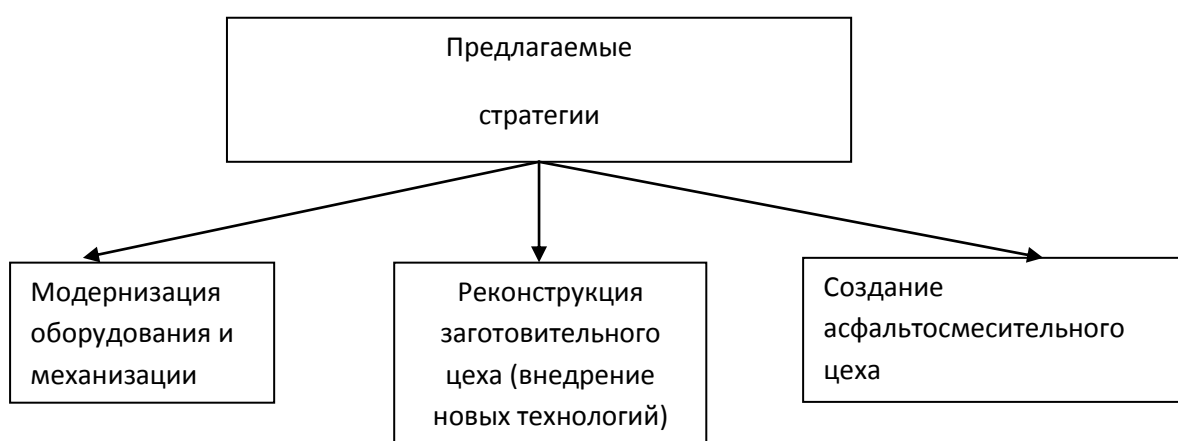 Предлагаемые
стратегии
Модернизация
оборудования и
механизации
Реконструкция
заготовительного
цеха (внедрение
новых технологий)
Создание
асфальтосмесительного
цеха